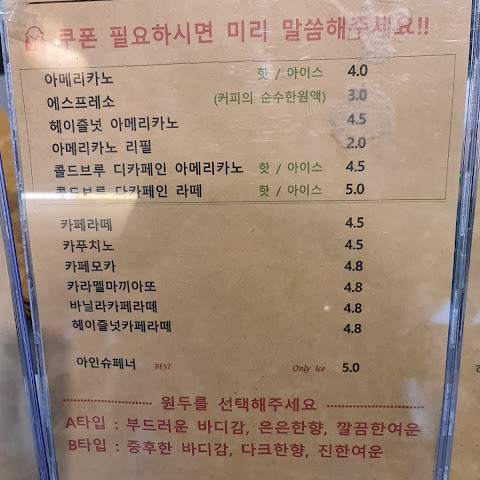 쿠폰 필요하시면 미리 말씀해주세요!!
아메리카노 핫 / 아이스 4.0
에스프레소 (커피의 순수한원액) 3.0
헤이즐넛 아메리카노 4.5
아메리카노 리필 2.0
콜드브루 디카페인 아메리카노 핫 / 아이스 4.5
콜드브루 디카페인 라떼 핫 / 아이스 5.0
카페라떼 4.5
카푸치노 4.5
카페모카 4.8
카라멜마끼아또 4.8
바닐라카페라떼 4.8
헤이즐넛카페라떼 4.8
아인슈페너 BEST Only Ice 5.0
원두를 선택해주세요
A타입 : 부드러운 바디감, 은은한향, 깔끔한여운
B타입 : 중후한 바디감, 다크한향, 진한여운